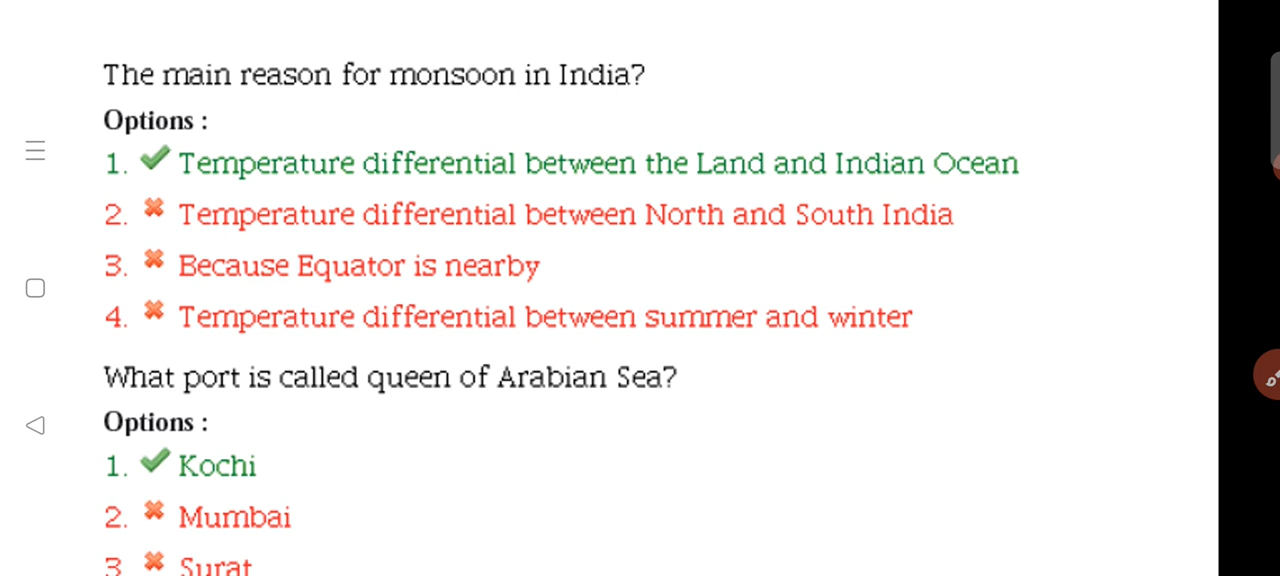 The main reason for monsoon in India?
Options :
1. Temperature differential between the Land and Indian Ocean
2. Temperature differential between North and South India
3. Because Equator is nearby
4. Temperature differential between summer and winter
What port is called queen of Arabian Sea?
Options :
1. Kochi
2. Mumbai
3. Surat